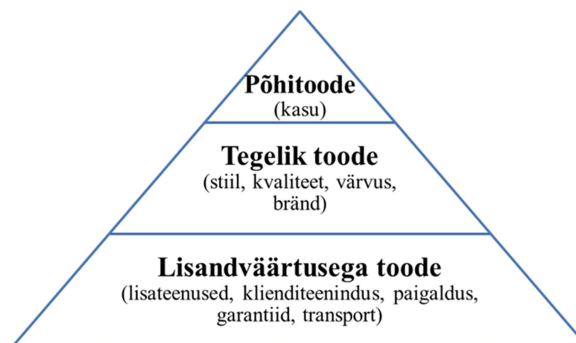 Põhitoode
(kasu)
Tegelik toode
(stiil, kvaliteet, värvus,
bränd)
Lisandväärtusega toode
(lisateenused, klienditeenindus, paigaldus,
garantiid, transport)